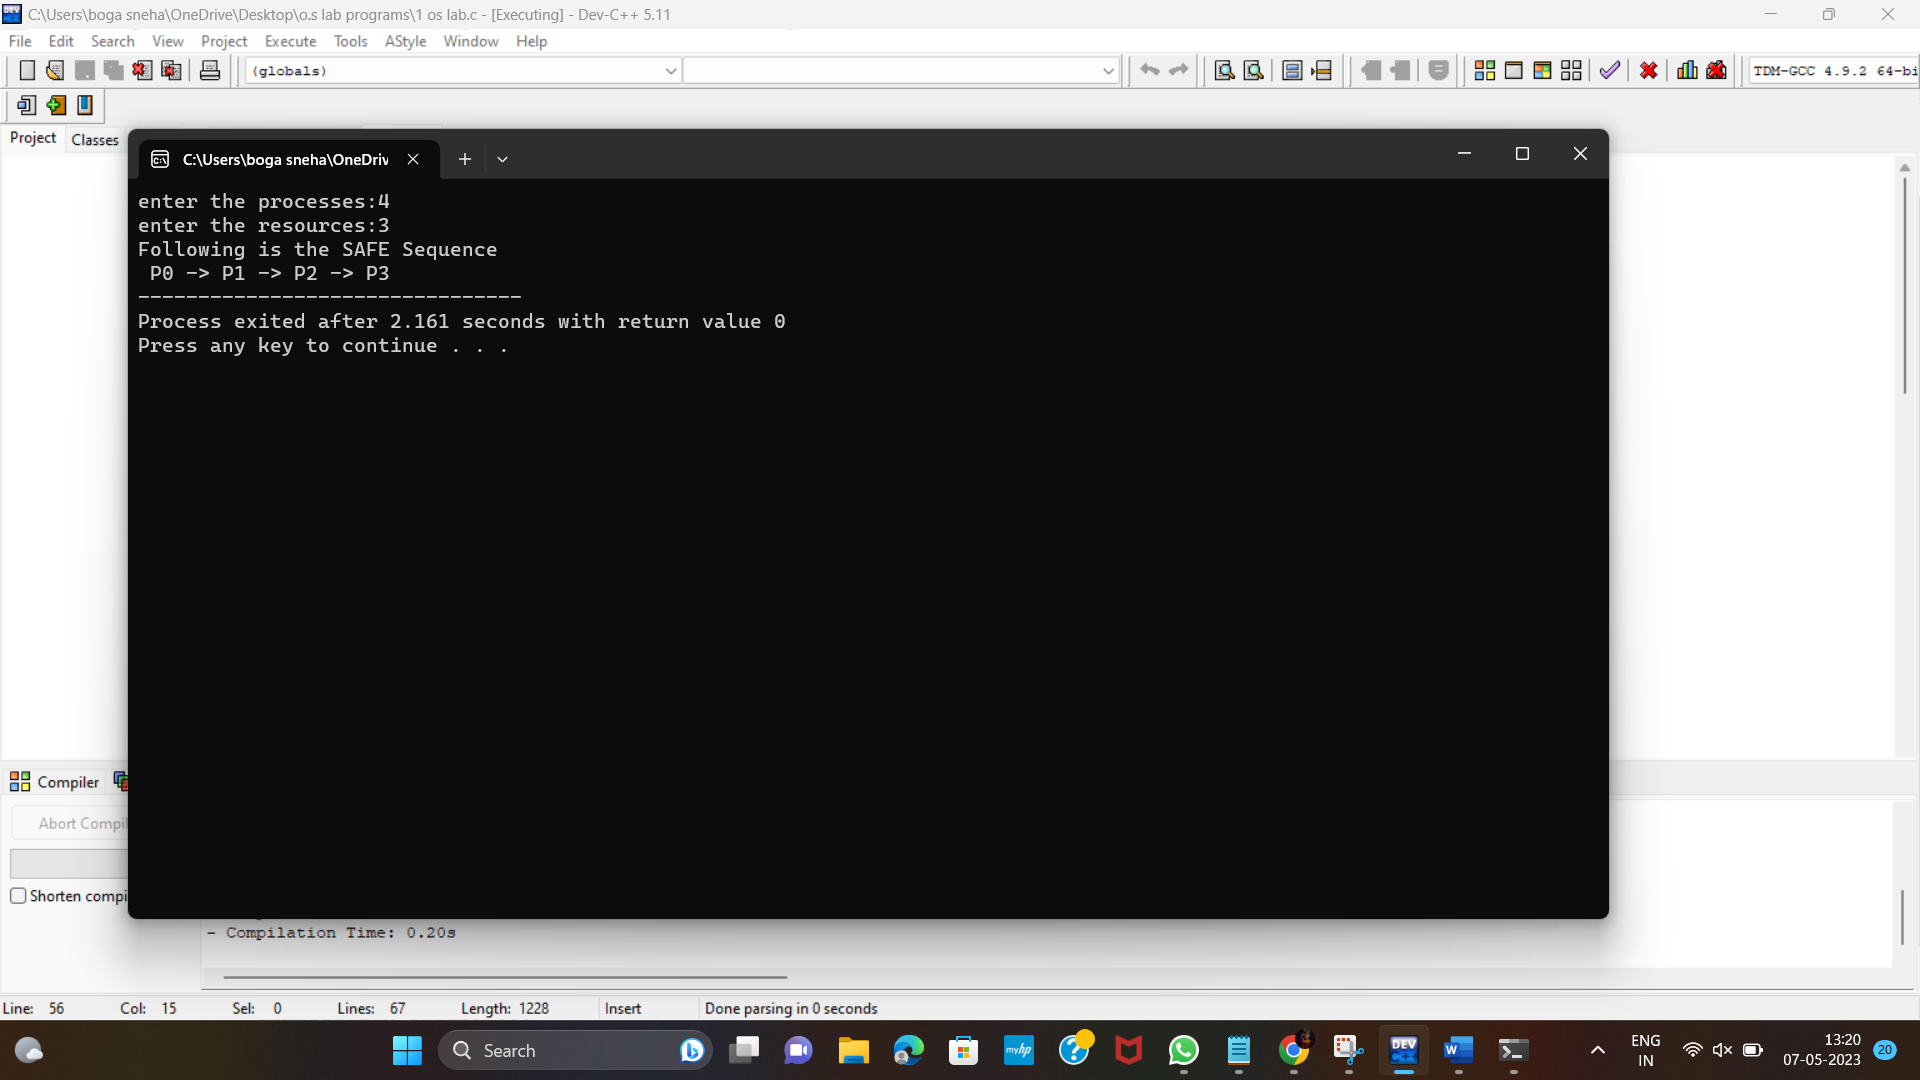 C:\Users\boga sneha\OneDrive\Desktop\o.s lab programs\1 os lab.c - [Executing] - Dev-C++ 5.11
File Edit Search View Project Execute Tools AStyle Window Help
(globals)
TDM-GCC 4.9.2 64-bi
Project Classes
C:\Users\boga sneha\OneDriv
enter the processes:4
enter the resources:3
Following is the SAFE Sequence
P0 -> P1 -> P2 -> P3
--------------------------------
Process exited after 2.161 seconds with return value 0
Press any key to continue . . .
Compiler
Abort Compil
Shorten compi
- Compilation Time: 0.20s
Line: 56 Col: 15 Sel: 0 Lines: 67 Length: 1228 Insert Done parsing in 0 seconds
Search
myhp
DEV
C++
W
ENG
IN
13:20
07-05-2023
20